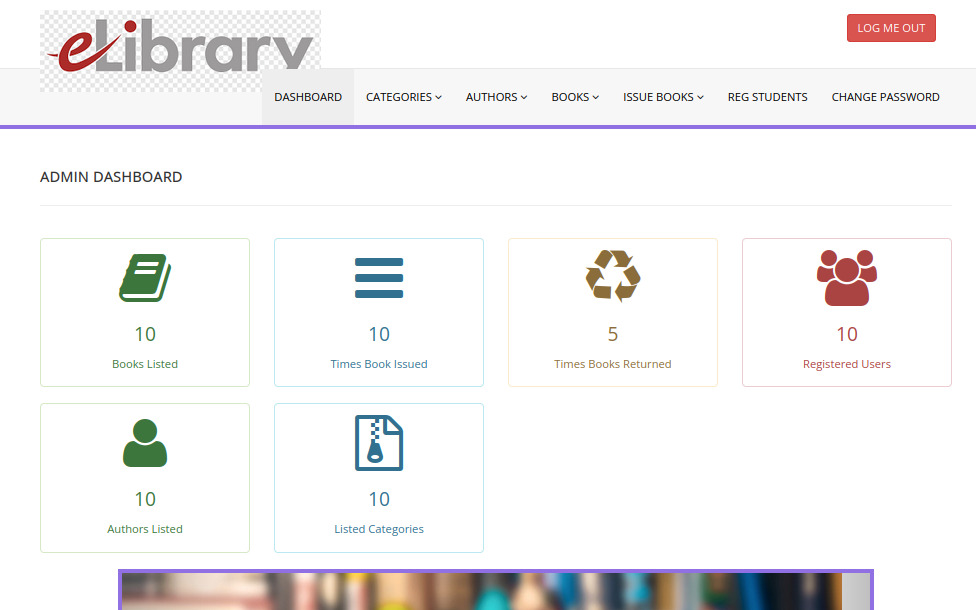 eLibrary
LOG ME OUT
DASHBOARD CATEGORIES AUTHORS BOOKS ISSUE BOOKS REG STUDENTS CHANGE PASSWORD
ADMIN DASHBOARD
10
Books Listed
10
Times Book Issued
5
Times Books Returned
10
Registered Users
10
Authors Listed
10
Listed Categories